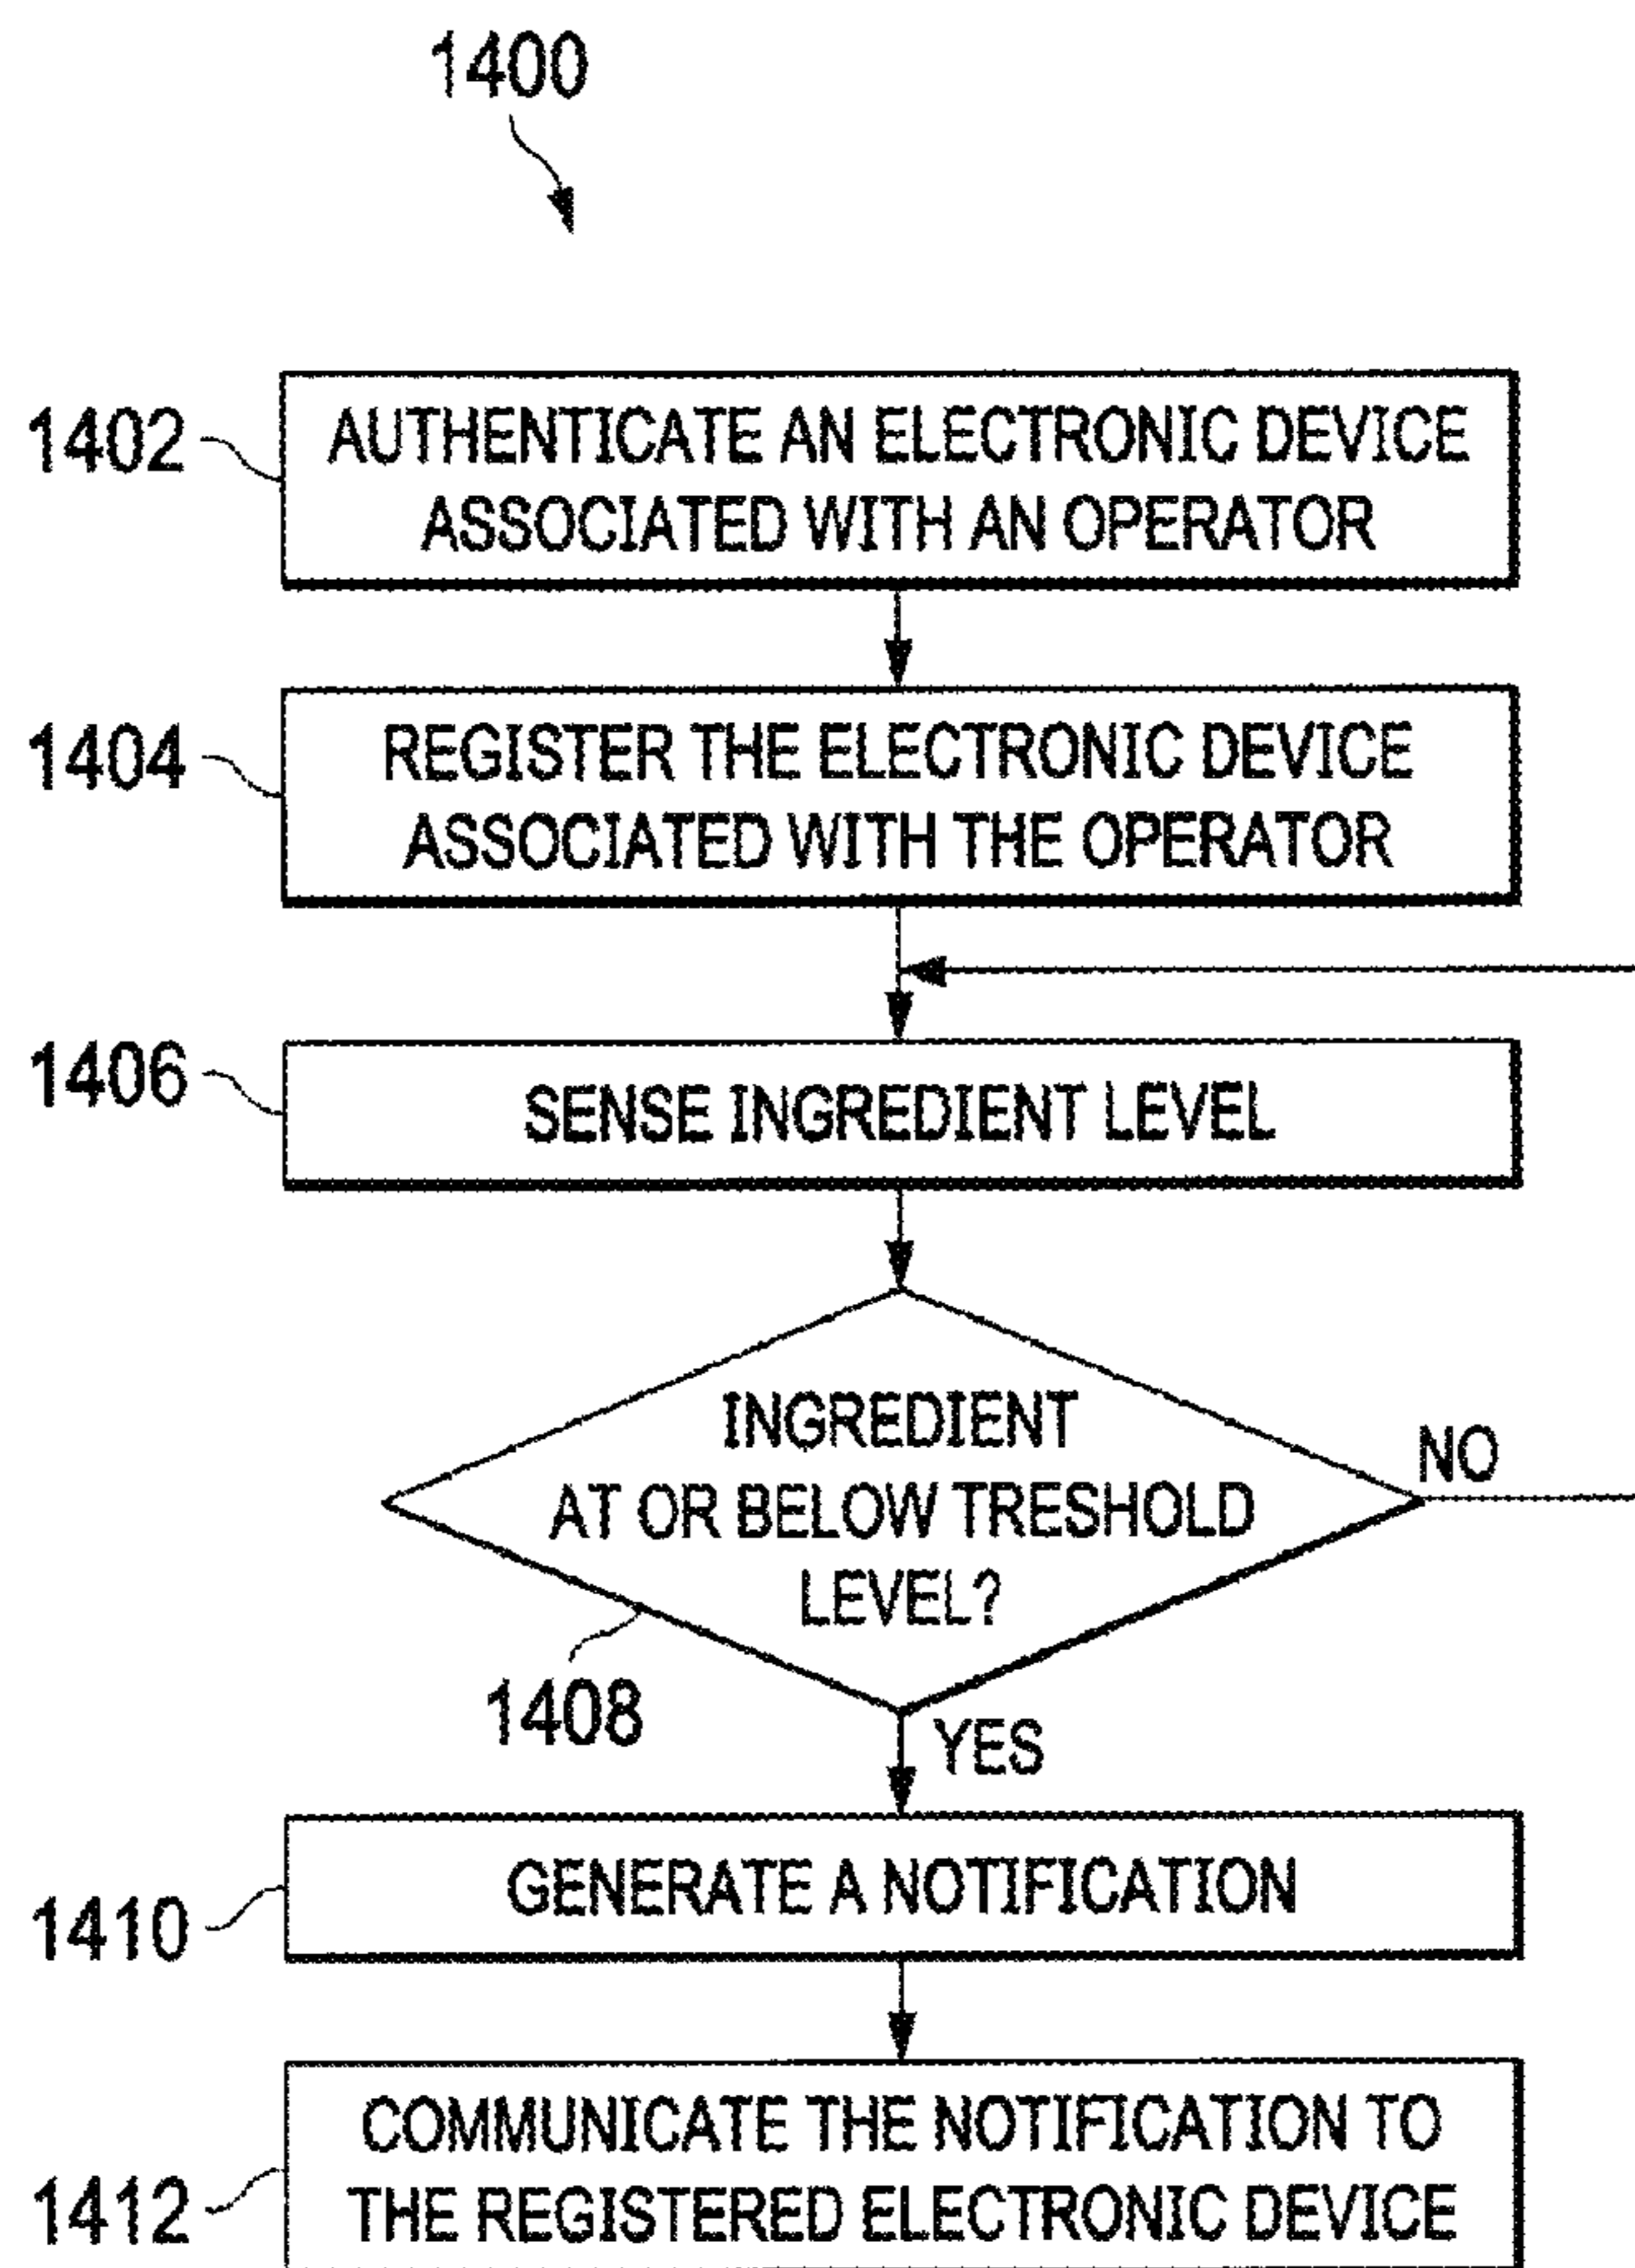 1400
1402
AUTHENTICATE AN ELECTRONIC DEVICE
ASSOCIATED WITH AN OPERATOR
1404
REGISTER THE ELECTRONIC DEVICE
ASSOCIATED WITH THE OPERATOR
1406
SENSE INGREDIENT LEVEL
INGREDIENT
AT OR BELOW TRESHOLD
LEVEL?
NO
1408
YES
1410
GENERATE A NOTIFICATION
1412
COMMUNICATE THE NOTIFICATION TO
THE REGISTERED ELECTRONIC DEVICE